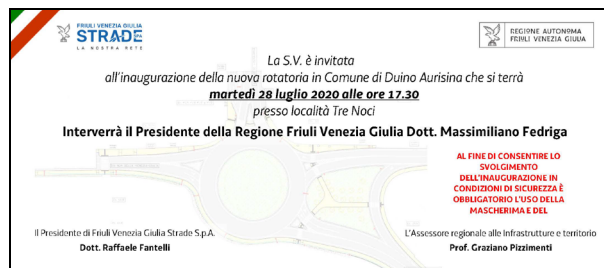 FRIULI VENEZIA GIULIA
STRADE
LA NOSTRA RETE
REGIONE AUTONOMA
FRIULI VENEZIA GIULIA
La S.V. è invitata
all'inaugurazione della nuova rotatoria in Comune di Duino Aurisina che si terrà
martedì 28 luglio 2020 alle ore 17.30
presso località Tre Noci
Interverrà il Presidente della Regione Friuli Venezia Giulia Dott. Massimiliano Fedriga
AL FINE DI CONSENTIRE LO
SVOLGIMENTO
DELL'INAUGURAZIONE IN
CONDIZIONI DI SICUREZZA È
OBBLIGATORIO L'USO DELLA
MASCHERIMA E DEL
Il Presidente di Friuli Venezia Giulia Strade S.p.A.
Dott. Raffaele Fantelli
L'Assessore regionale alle Infrastrutture e territorio
Prof. Graziano Pizzimenti